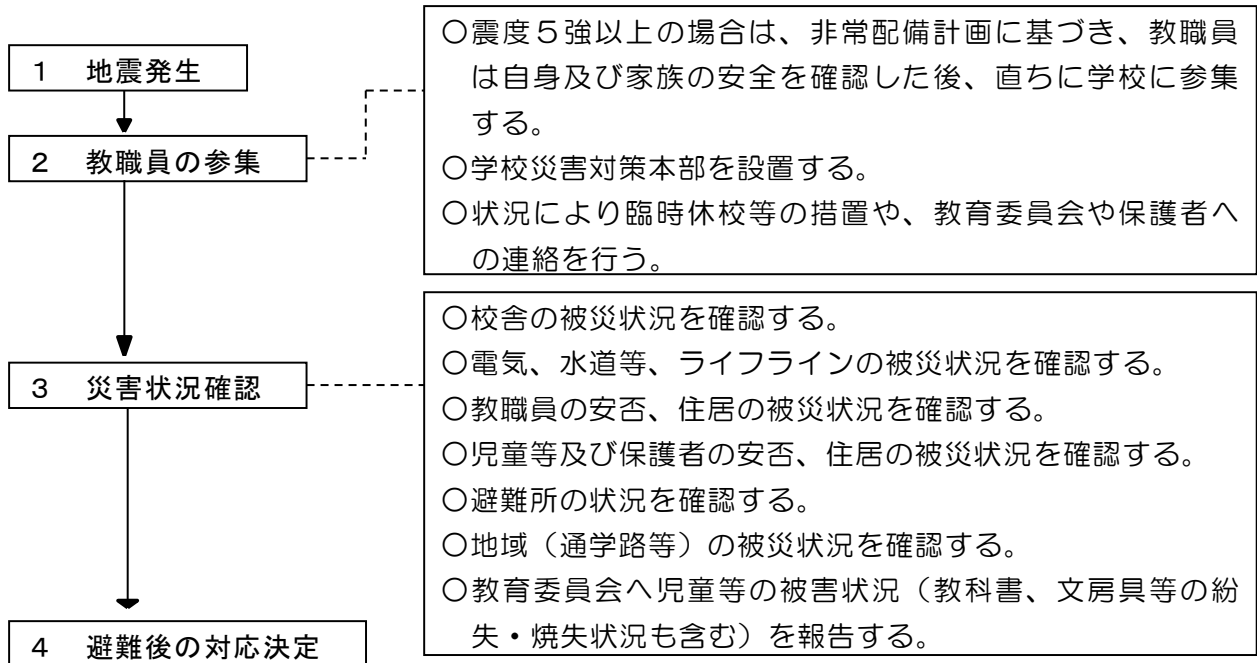 1 地震発生
2 教職員の参集
○震度5強以上の場合は、非常配備計画に基づき、教職員
は自身及び家族の安全を確認した後、直ちに学校に参集
する。
○学校災害対策本部を設置する。
○状況により臨時休校等の措置や、教育委員会や保護者へ
の連絡を行う。
3 災害状況確認
○校舎の被災状況を確認する。
○電気、水道等、ライフラインの被災状況を確認する。
○教職員の安否、住居の被災状況を確認する。
○児童等及び保護者の安否、住居の被災状況を確認する。
○避難所の状況を確認する。
○地域（通学路等）の被災状況を確認する。
○教育委員会へ児童等の被害状況（教科書、文房具等の紛
失・焼失状況も含む）を報告する。
4 避難後の対応決定